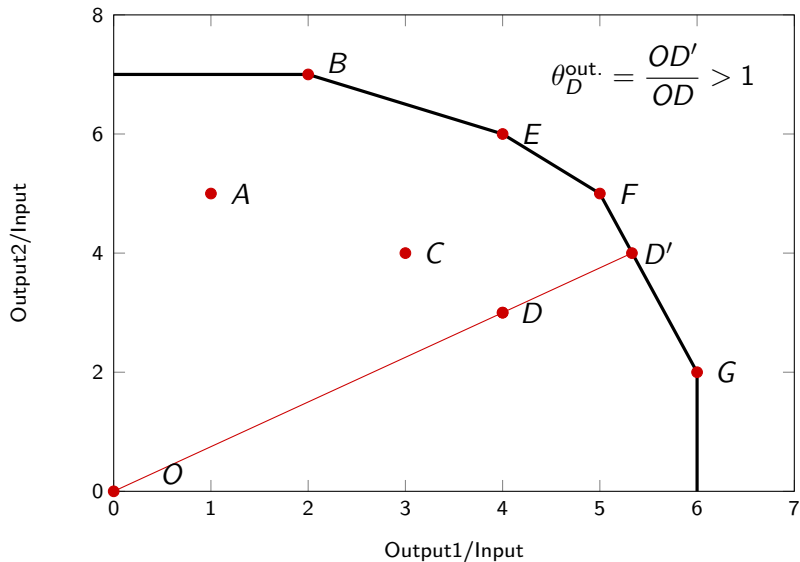 8
B
θ_D^out. = OD′/OD > 1
6
E
A
F
Output2/Input
4
C
D′
D
2
G
O
0
0 1 2 3 4 5 6 7
Output1/Input